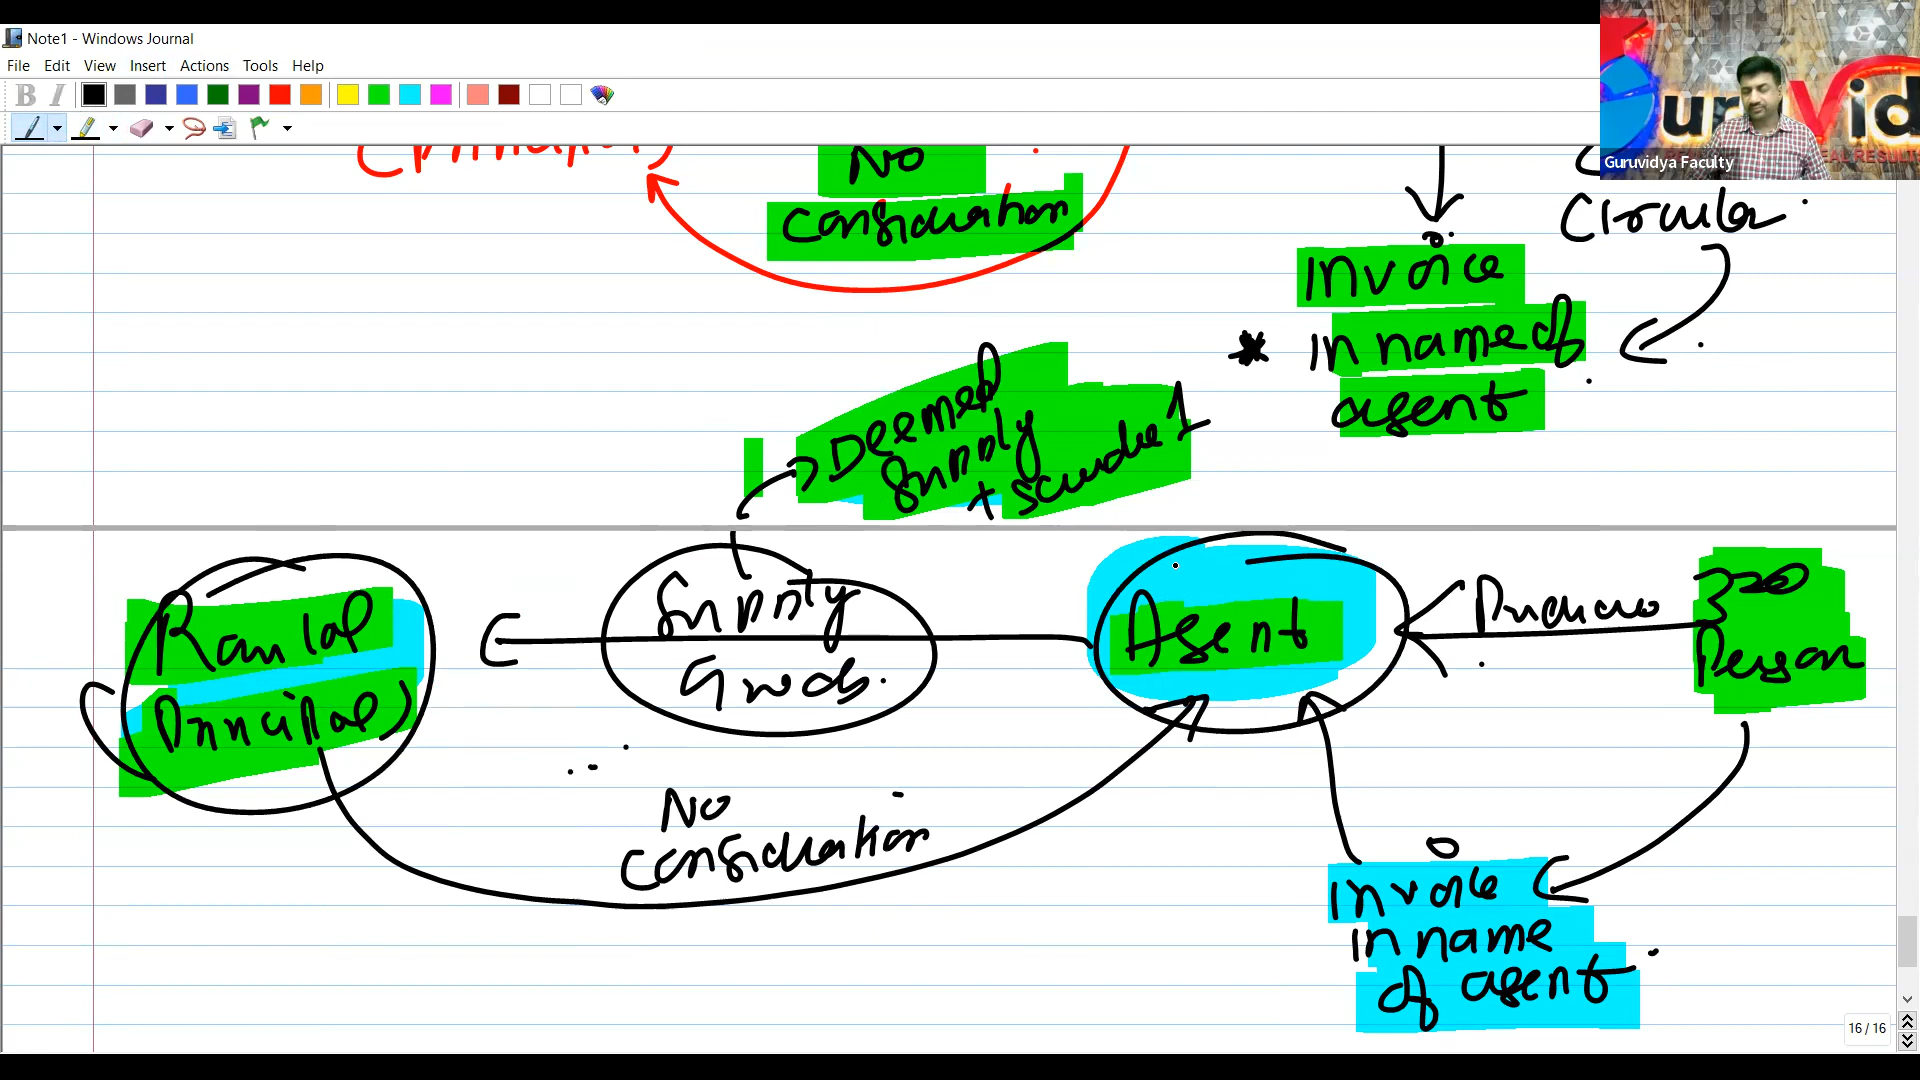 Note1 - Windows Journal
File Edit View Insert Actions Tools Help
B I
Guruvidya Faculty
No
Consideration
Circular
Invoice
in name of
agent
Deemed
Supply
Schedule 1
Ramlal
(Principal)
Supply
Goods.
Agent
Purchase
3rd
Person
No
Consideration
Invoice
in name
of agent
16 / 16